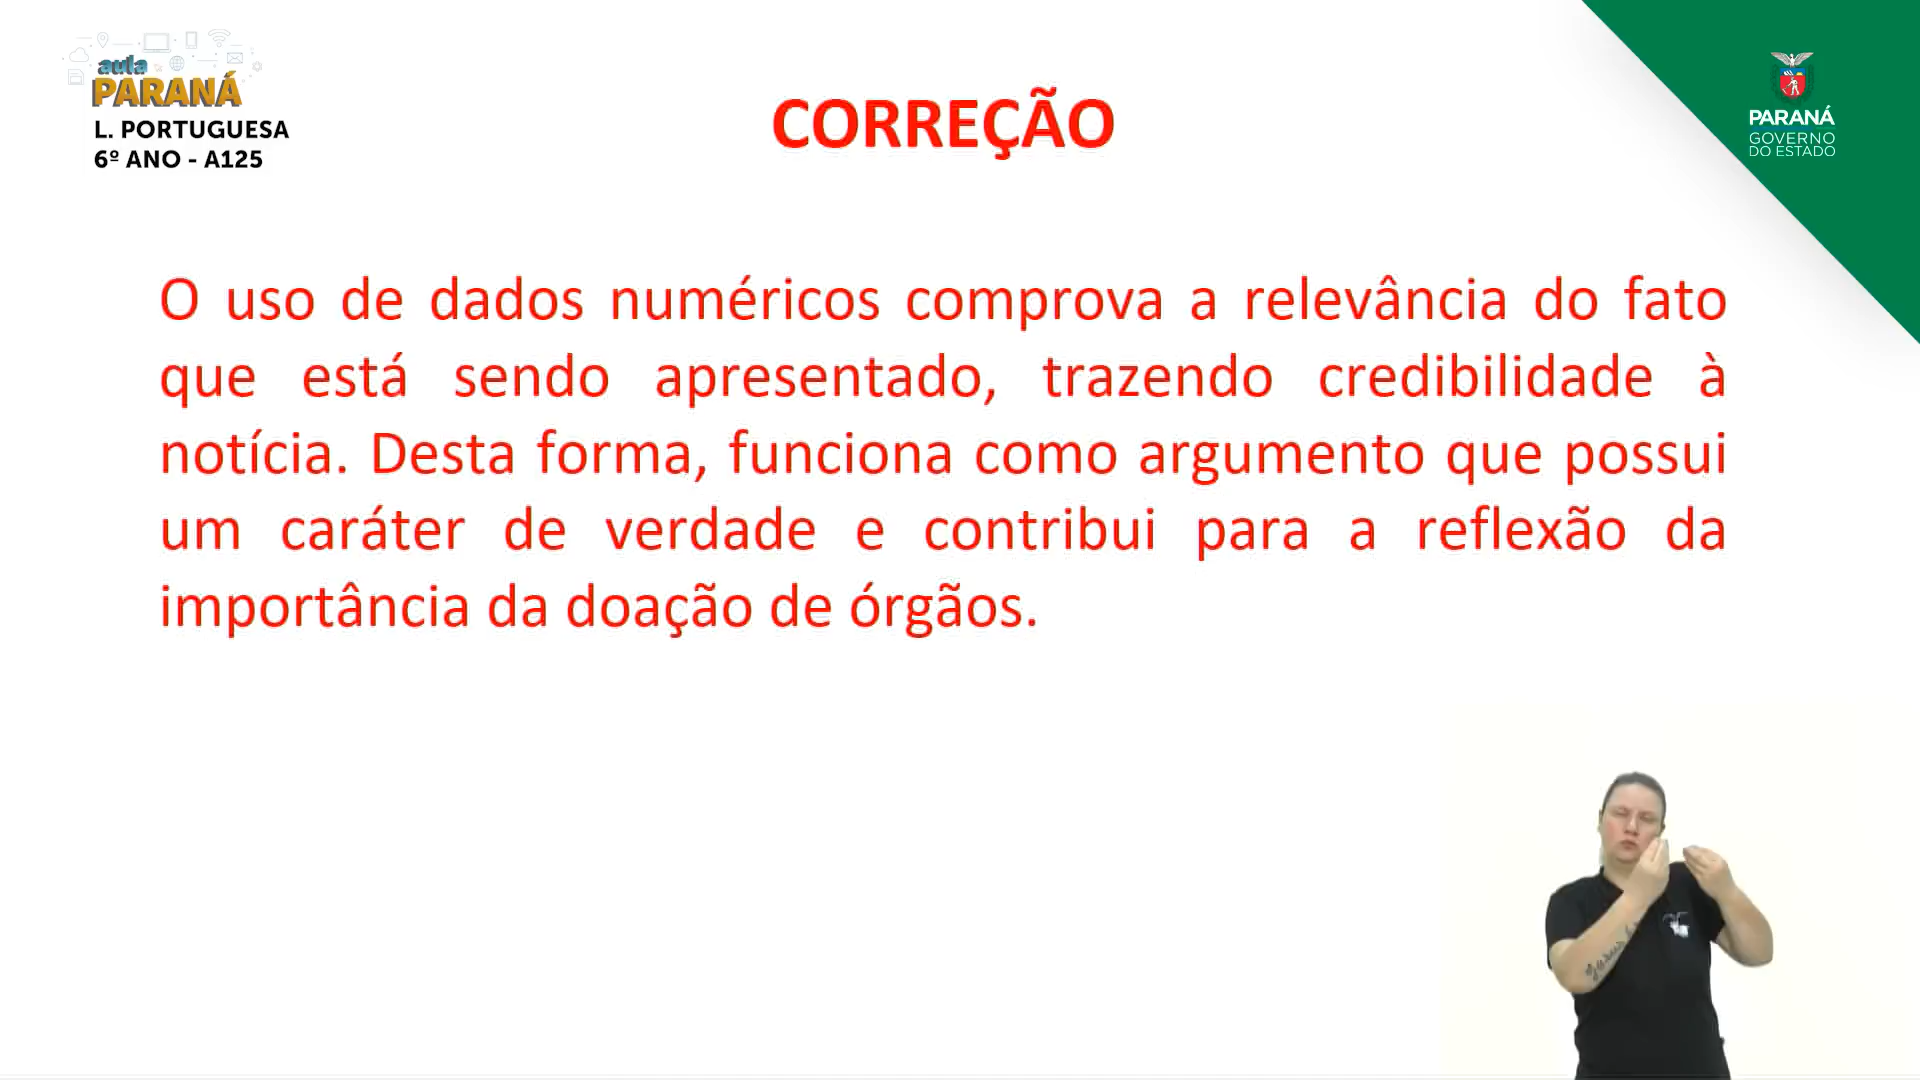 aula
PARANÁ
L. PORTUGUESA
6º ANO - A125
CORREÇÃO
PARANÁ
GOVERNO
DO ESTADO
O uso de dados numéricos comprova a relevância do fato
que está sendo apresentado, trazendo credibilidade à
notícia. Desta forma, funciona como argumento que possui
um caráter de verdade e contribui para a reflexão da
importância da doação de órgãos.